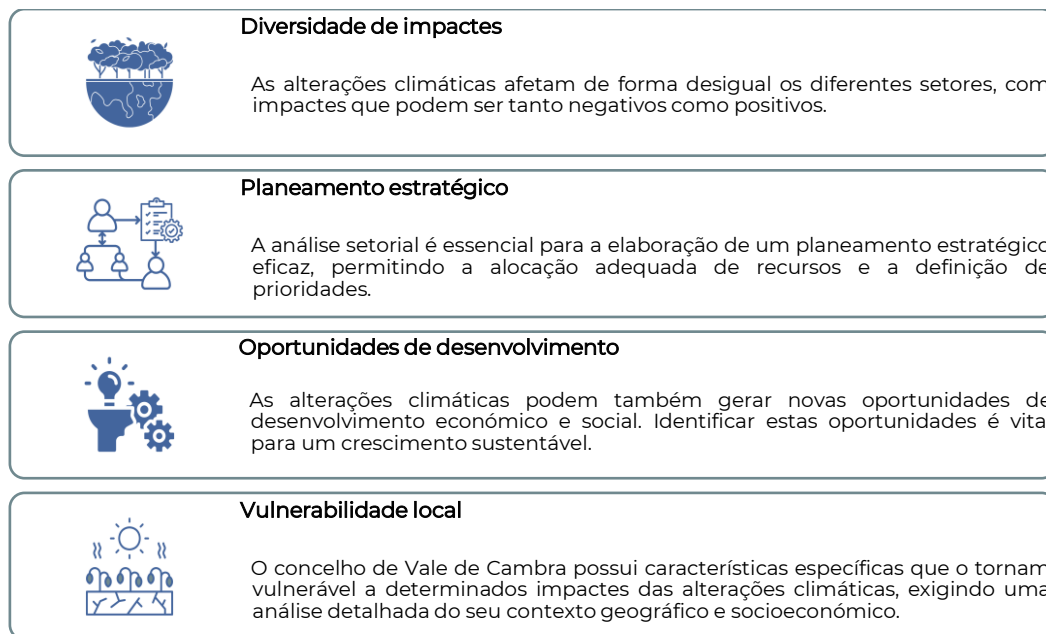 Diversidade de impactes
As alterações climáticas afetam de forma desigual os diferentes setores, com
impactes que podem ser tanto negativos como positivos.
Planeamento estratégico
A análise setorial é essencial para a elaboração de um planeamento estratégico
eficaz, permitindo a alocação adequada de recursos e a definição de
prioridades.
Oportunidades de desenvolvimento
As alterações climáticas podem também gerar novas oportunidades de
desenvolvimento económico e social. Identificar estas oportunidades é vital
para um crescimento sustentável.
Vulnerabilidade local
O concelho de Vale de Cambra possui características específicas que o tornam
vulnerável a determinados impactes das alterações climáticas, exigindo uma
análise detalhada do seu contexto geográfico e socioeconómico.